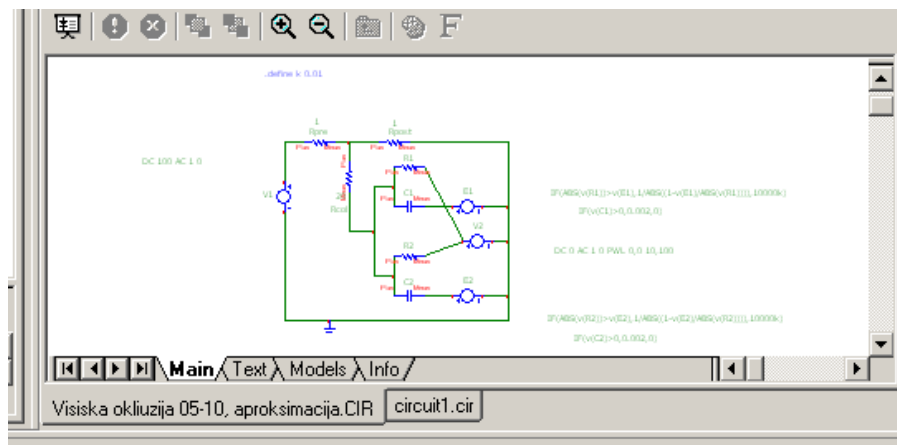 .define k 0.01
1
Rpre
1
Rpost
Plus Minus Plus Minus
DC 100 AC 1 0
Plus
R1
Plus Minus
V1
Minus
Rcol
C1
Plus Minus
E1
IF(ABS(v(R1))>v(E1),1/ABS((1-v(E1)/ABS(v(R1)))),10000k)
IF(v(C1)>0,0.002,0)
V2
R2
Plus Minus
DC 0 AC 1 0 PWL 0,0 10,100
C2
Plus Minus
E2
IF(ABS(v(R2))>v(E2),1/ABS((1-v(E2)/ABS(v(R2)))),10000k)
IF(v(C2)>0,0.002,0)
Main Text Models Info
Visiska okliuzija 05-10, aproksimacija.CIR circuit1.cir